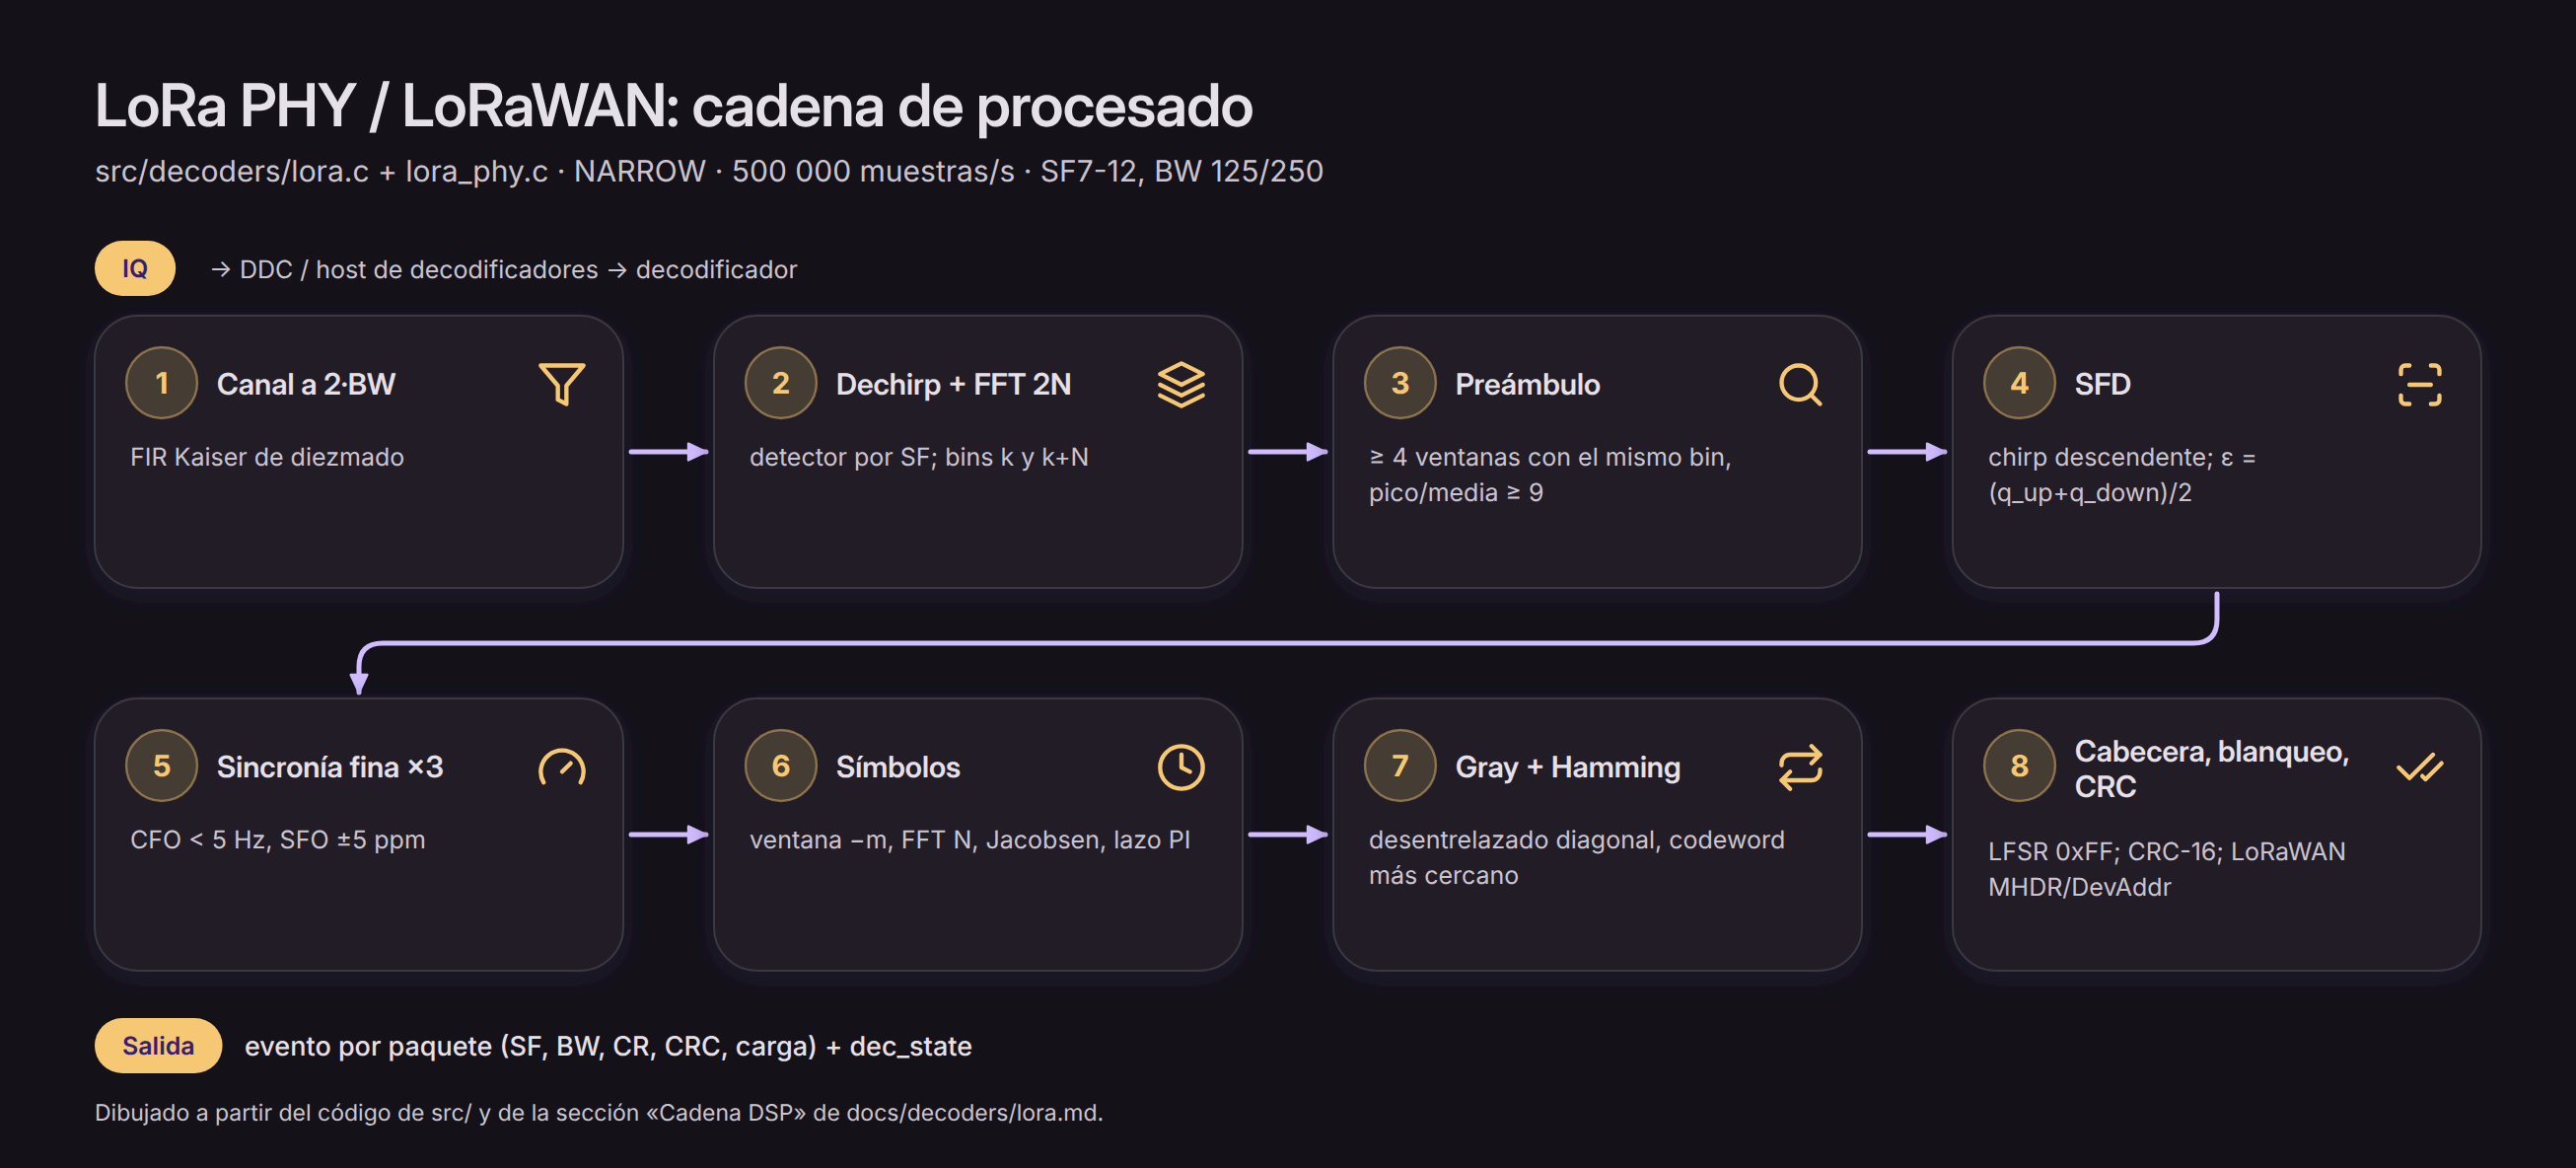 LoRa PHY / LoRaWAN: cadena de procesado
src/decoders/lora.c + lora_phy.c · NARROW · 500 000 muestras/s · SF7-12, BW 125/250
IQ → DDC / host de decodificadores → decodificador
1 Canal a 2·BW
FIR Kaiser de diezmado
2 Dechirp + FFT 2N
detector por SF; bins k y k+N
3 Preámbulo
≥ 4 ventanas con el mismo bin,
pico/media ≥ 9
4 SFD
chirp descendente; ε =
(q_up+q_down)/2
5 Sincronía fina ×3
CFO < 5 Hz, SFO ±5 ppm
6 Símbolos
ventana −m, FFT N, Jacobsen, lazo PI
7 Gray + Hamming
desentrelazado diagonal, codeword
más cercano
8 Cabecera, blanqueo,
CRC
LFSR 0xFF; CRC-16; LoRaWAN
MHDR/DevAddr
Salida evento por paquete (SF, BW, CR, CRC, carga) + dec_state
Dibujado a partir del código de src/ y de la sección «Cadena DSP» de docs/decoders/lora.md.